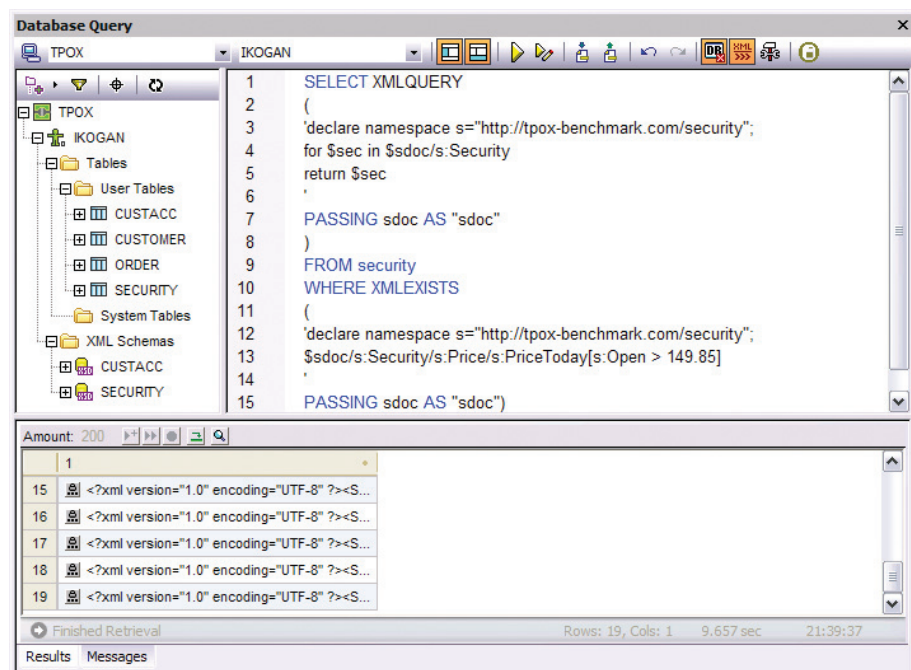 Database Query
TPOX
IKOGAN
TPOX
IKOGAN
Tables
User Tables
CUSTACC
CUSTOMER
ORDER
SECURITY
System Tables
XML Schemas
CUSTACC
SECURITY
1 SELECT XMLQUERY
2 (
3 'declare namespace s="http://tpox-benchmark.com/security";
4 for $sec in $sdoc/s:Security
5 return $sec
6 '
7 PASSING sdoc AS "sdoc"
8 )
9 FROM security
10 WHERE XMLEXISTS
11 (
12 'declare namespace s="http://tpox-benchmark.com/security";
13 $sdoc/s:Security/s:Price/s:PriceToday[s:Open > 149.85]
14 '
15 PASSING sdoc AS "sdoc")
Amount: 200
1
15 <?xml version="1.0" encoding="UTF-8" ?><S...
16 <?xml version="1.0" encoding="UTF-8" ?><S...
17 <?xml version="1.0" encoding="UTF-8" ?><S...
18 <?xml version="1.0" encoding="UTF-8" ?><S...
19 <?xml version="1.0" encoding="UTF-8" ?><S...
Finished Retrieval Rows: 19, Cols: 1 9.657 sec 21:39:37
Results Messages